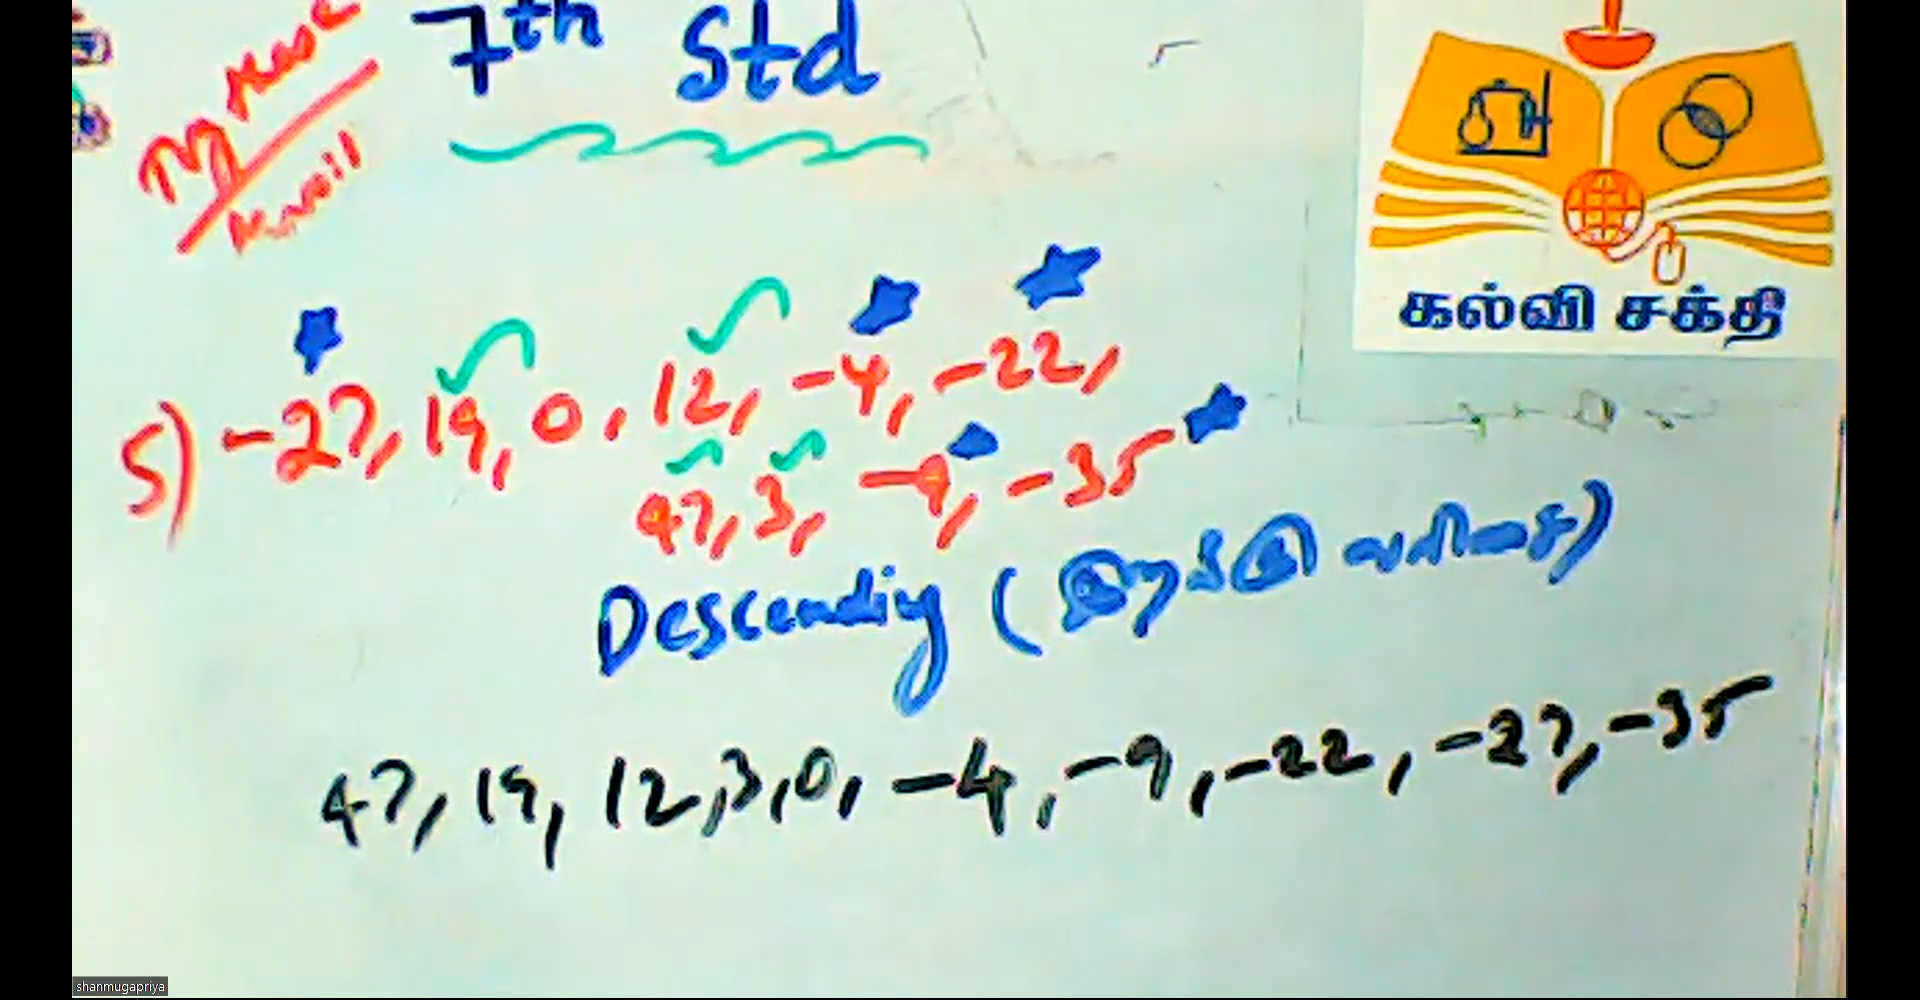 7th Std
கல்வி சக்தி
5) -27, 19, 0, 12, -4, -22,
47, 3, -9, -35
Descending (இறங்கு வரிசை)
47, 19, 12, 3, 0, -4, -9, -22, -27, -35
shanmugapriya